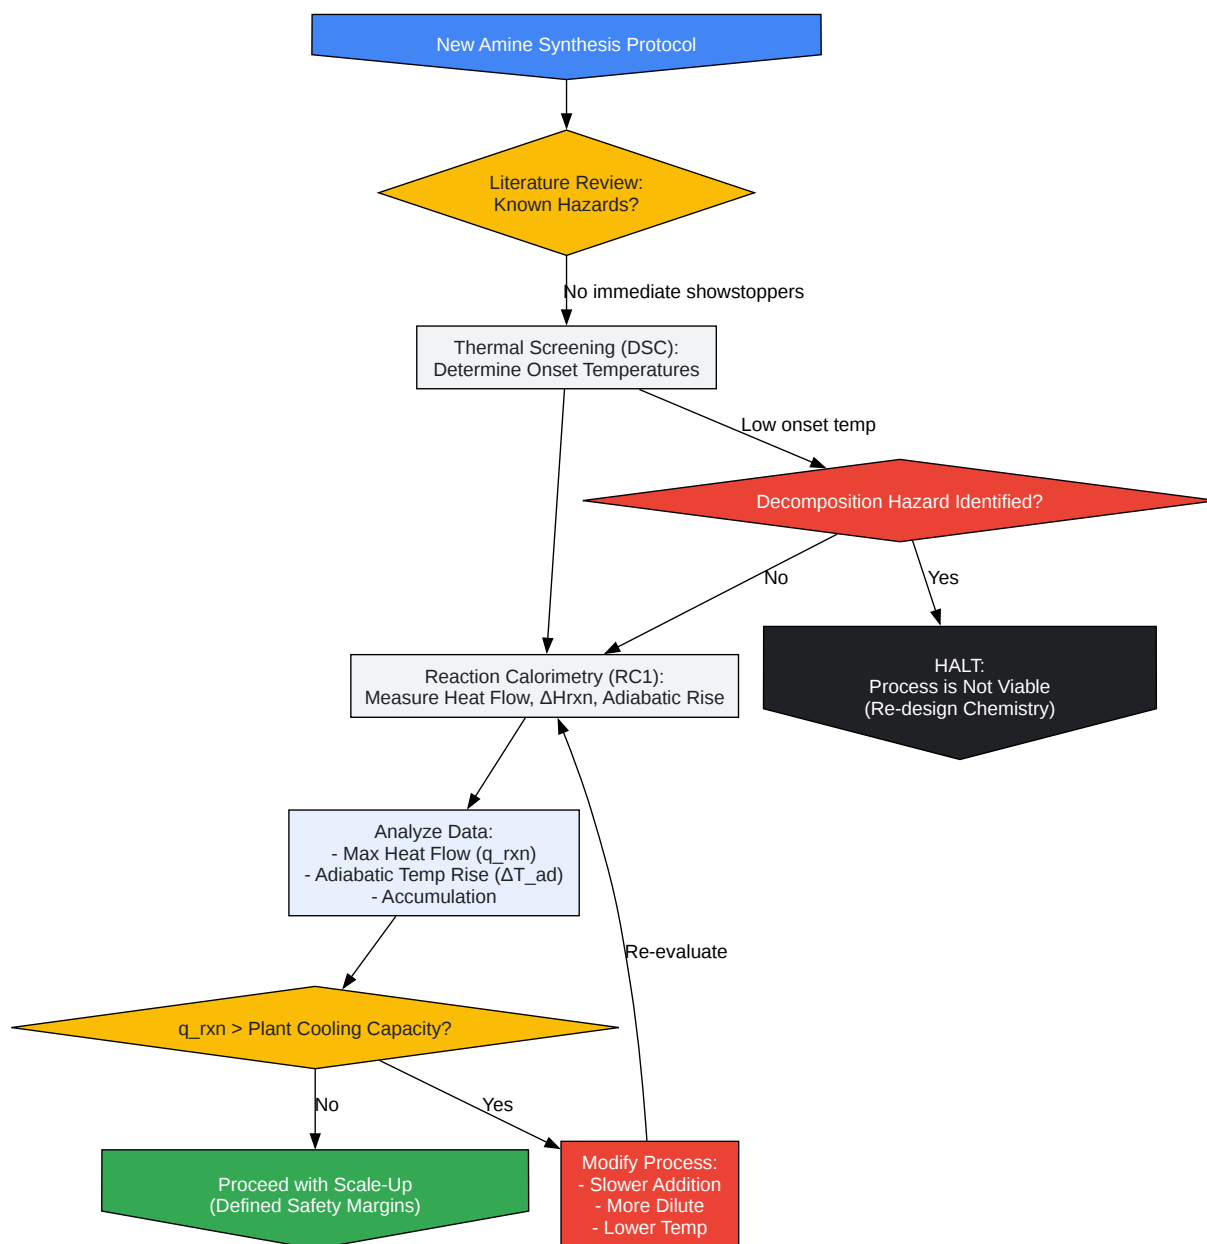 New Amine Synthesis Protocol
Literature Review:
Known Hazards?
No immediate showstoppers
Thermal Screening (DSC):
Determine Onset Temperatures
Low onset temp
Decomposition Hazard Identified?
No
Yes
HALT:
Process is Not Viable
(Re-design Chemistry)
Reaction Calorimetry (RC1):
Measure Heat Flow, ΔHrxn, Adiabatic Rise
Analyze Data:
- Max Heat Flow (q_rxn)
- Adiabatic Temp Rise (ΔT_ad)
- Accumulation
Re-evaluate
q_rxn > Plant Cooling Capacity?
No
Yes
Proceed with Scale-Up
(Defined Safety Margins)
Modify Process:
- Slower Addition
- More Dilute
- Lower Temp